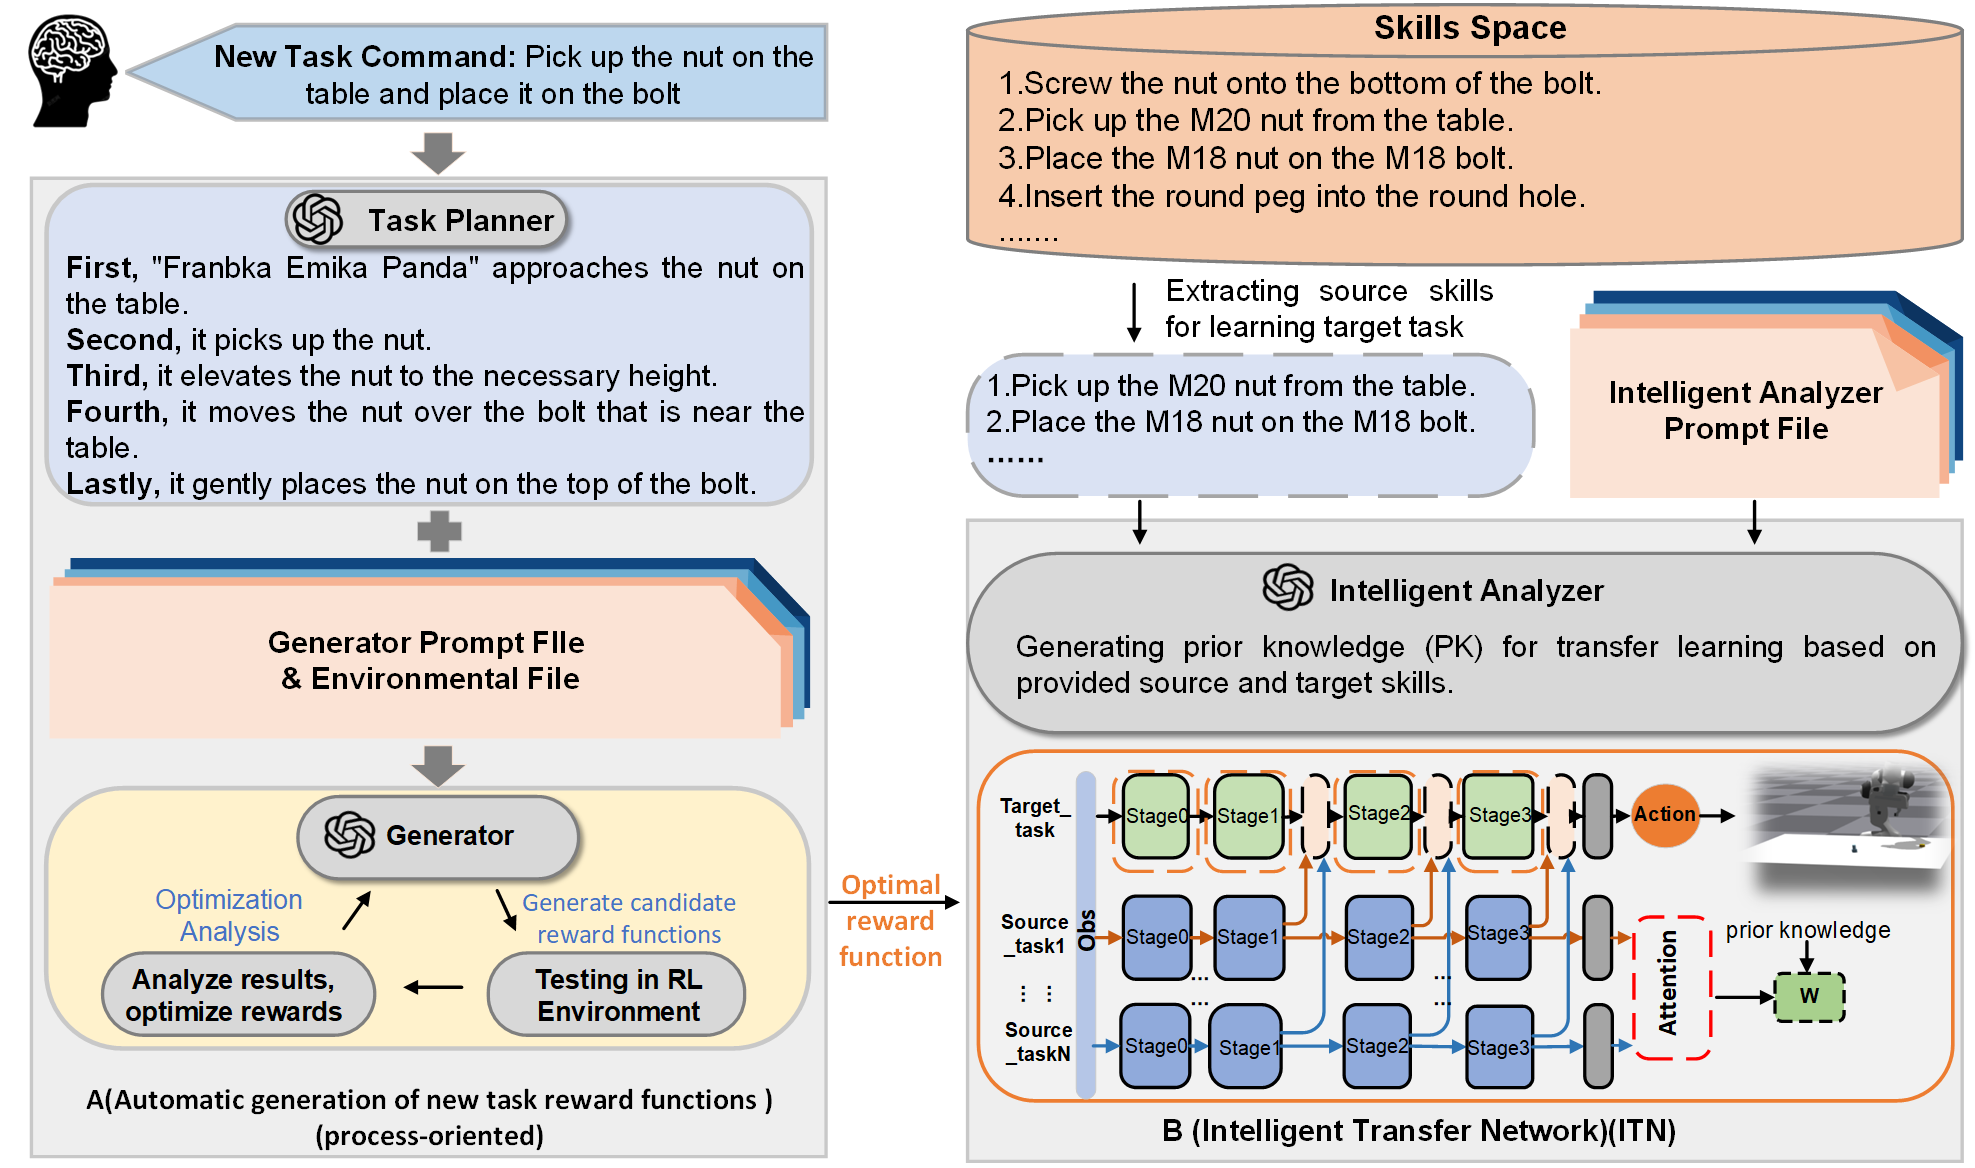 New Task Command: Pick up the nut on the
table and place it on the bolt
Task Planner
First, "Franbka Emika Panda" approaches the nut on
the table.
Second, it picks up the nut.
Third, it elevates the nut to the necessary height.
Fourth, it moves the nut over the bolt that is near the
table.
Lastly, it gently places the nut on the top of the bolt.
Generator Prompt FIle
& Environmental File
Generator
Optimization
Analysis
Generate candidate
reward functions
Analyze results,
optimize rewards
Testing in RL
Environment
A(Automatic generation of new task reward functions )
(process-oriented)
Optimal
reward
function
Skills Space
1.Screw the nut onto the bottom of the bolt.
2.Pick up the M20 nut from the table.
3.Place the M18 nut on the M18 bolt.
4.Insert the round peg into the round hole.
.......
Extracting source skills
for learning target task
1.Pick up the M20 nut from the table.
2.Place the M18 nut on the M18 bolt.
......
Intelligent Analyzer
Prompt File
Intelligent Analyzer
Generating prior knowledge (PK) for transfer learning based on
provided source and target skills.
Target_
task
Stage0
Stage1
Stage2
Stage3
Action
Obs
Source
_task1
Stage0
Stage1
Stage2
Stage3
...
...
...
...
⋮ ⋮
Source
_taskN
Stage0
Stage1
Stage2
Stage3
Attention
prior knowledge
W
B (Intelligent Transfer Network)(ITN)